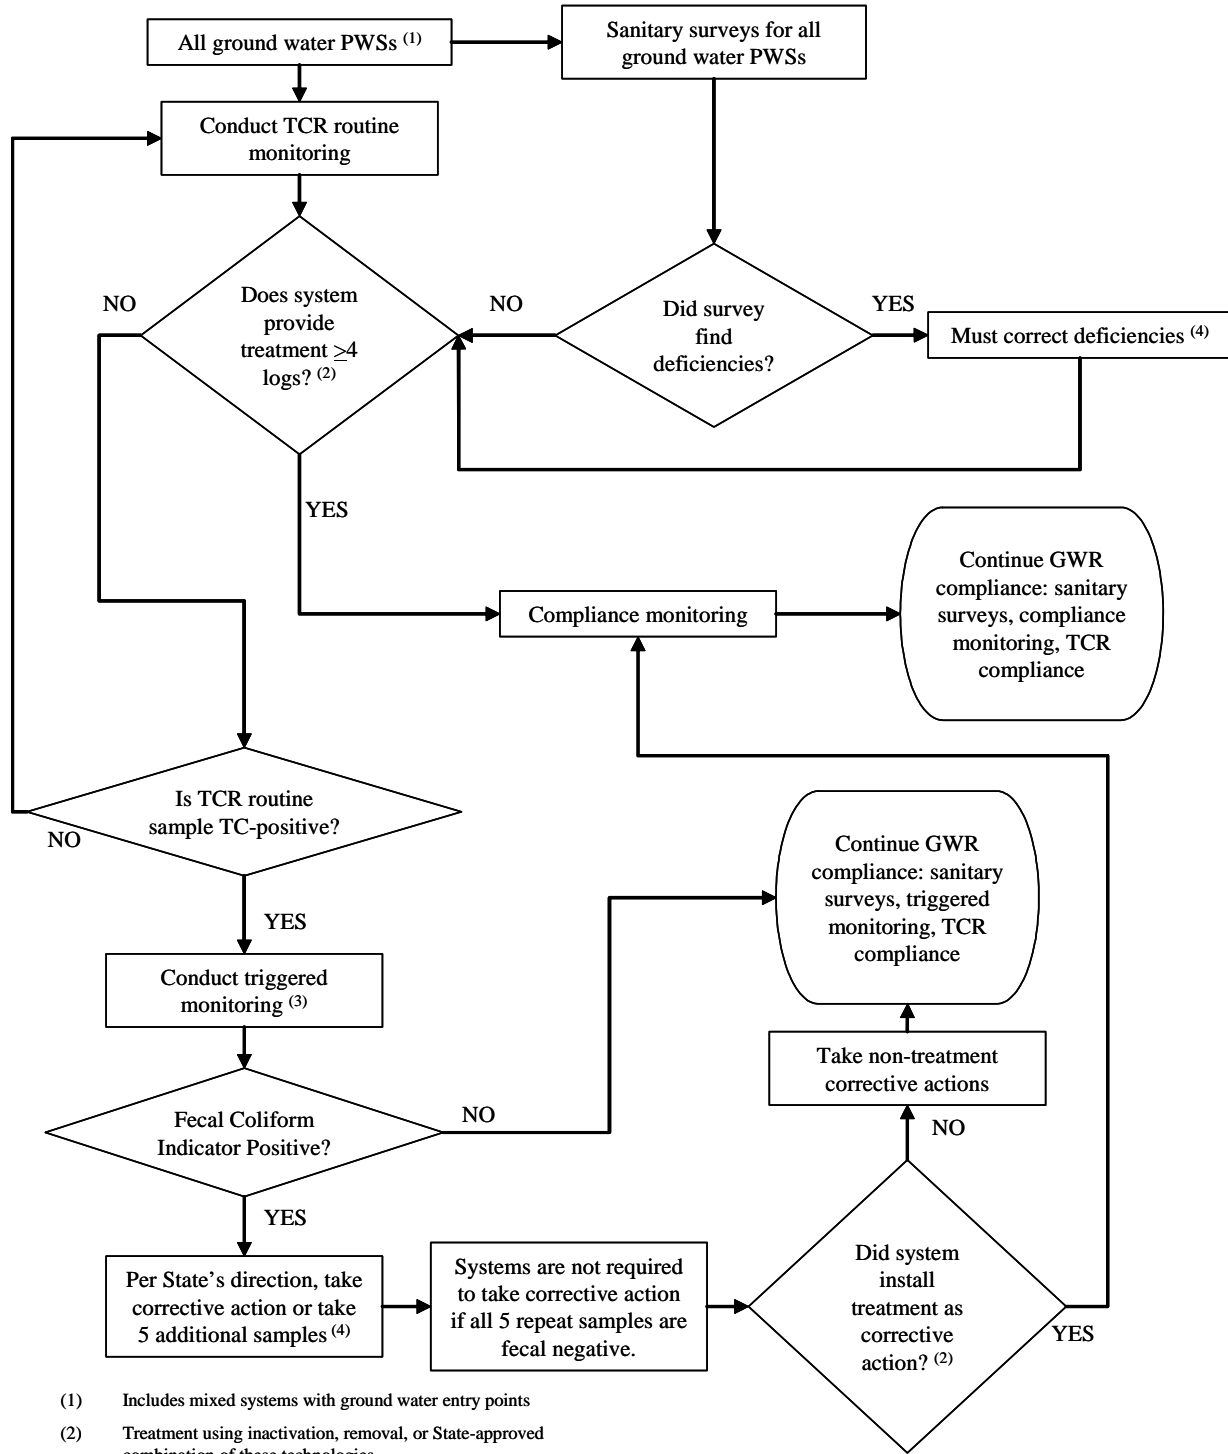 All ground water PWSs (1)
Sanitary surveys for all
ground water PWSs
Conduct TCR routine
monitoring
NO
Does system
provide
treatment ≥4
logs? (2)
NO
Did survey
find
deficiencies?
YES
Must correct deficiencies (4)
YES
Compliance monitoring
Continue GWR
compliance: sanitary
surveys, compliance
monitoring, TCR
compliance
Is TCR routine
sample TC-positive?
NO
YES
Continue GWR
compliance: sanitary
surveys, triggered
monitoring, TCR
compliance
Conduct triggered
monitoring (3)
Take non-treatment
corrective actions
Fecal Coliform
Indicator Positive?
NO
NO
YES
Per State's direction, take
corrective action or take
5 additional samples (4)
Systems are not required
to take corrective action
if all 5 repeat samples are
fecal negative.
Did system
install
treatment as
corrective
action? (2)
YES
(1) Includes mixed systems with ground water entry points
(2) Treatment using inactivation, removal, or State-approved
combination of these technologies